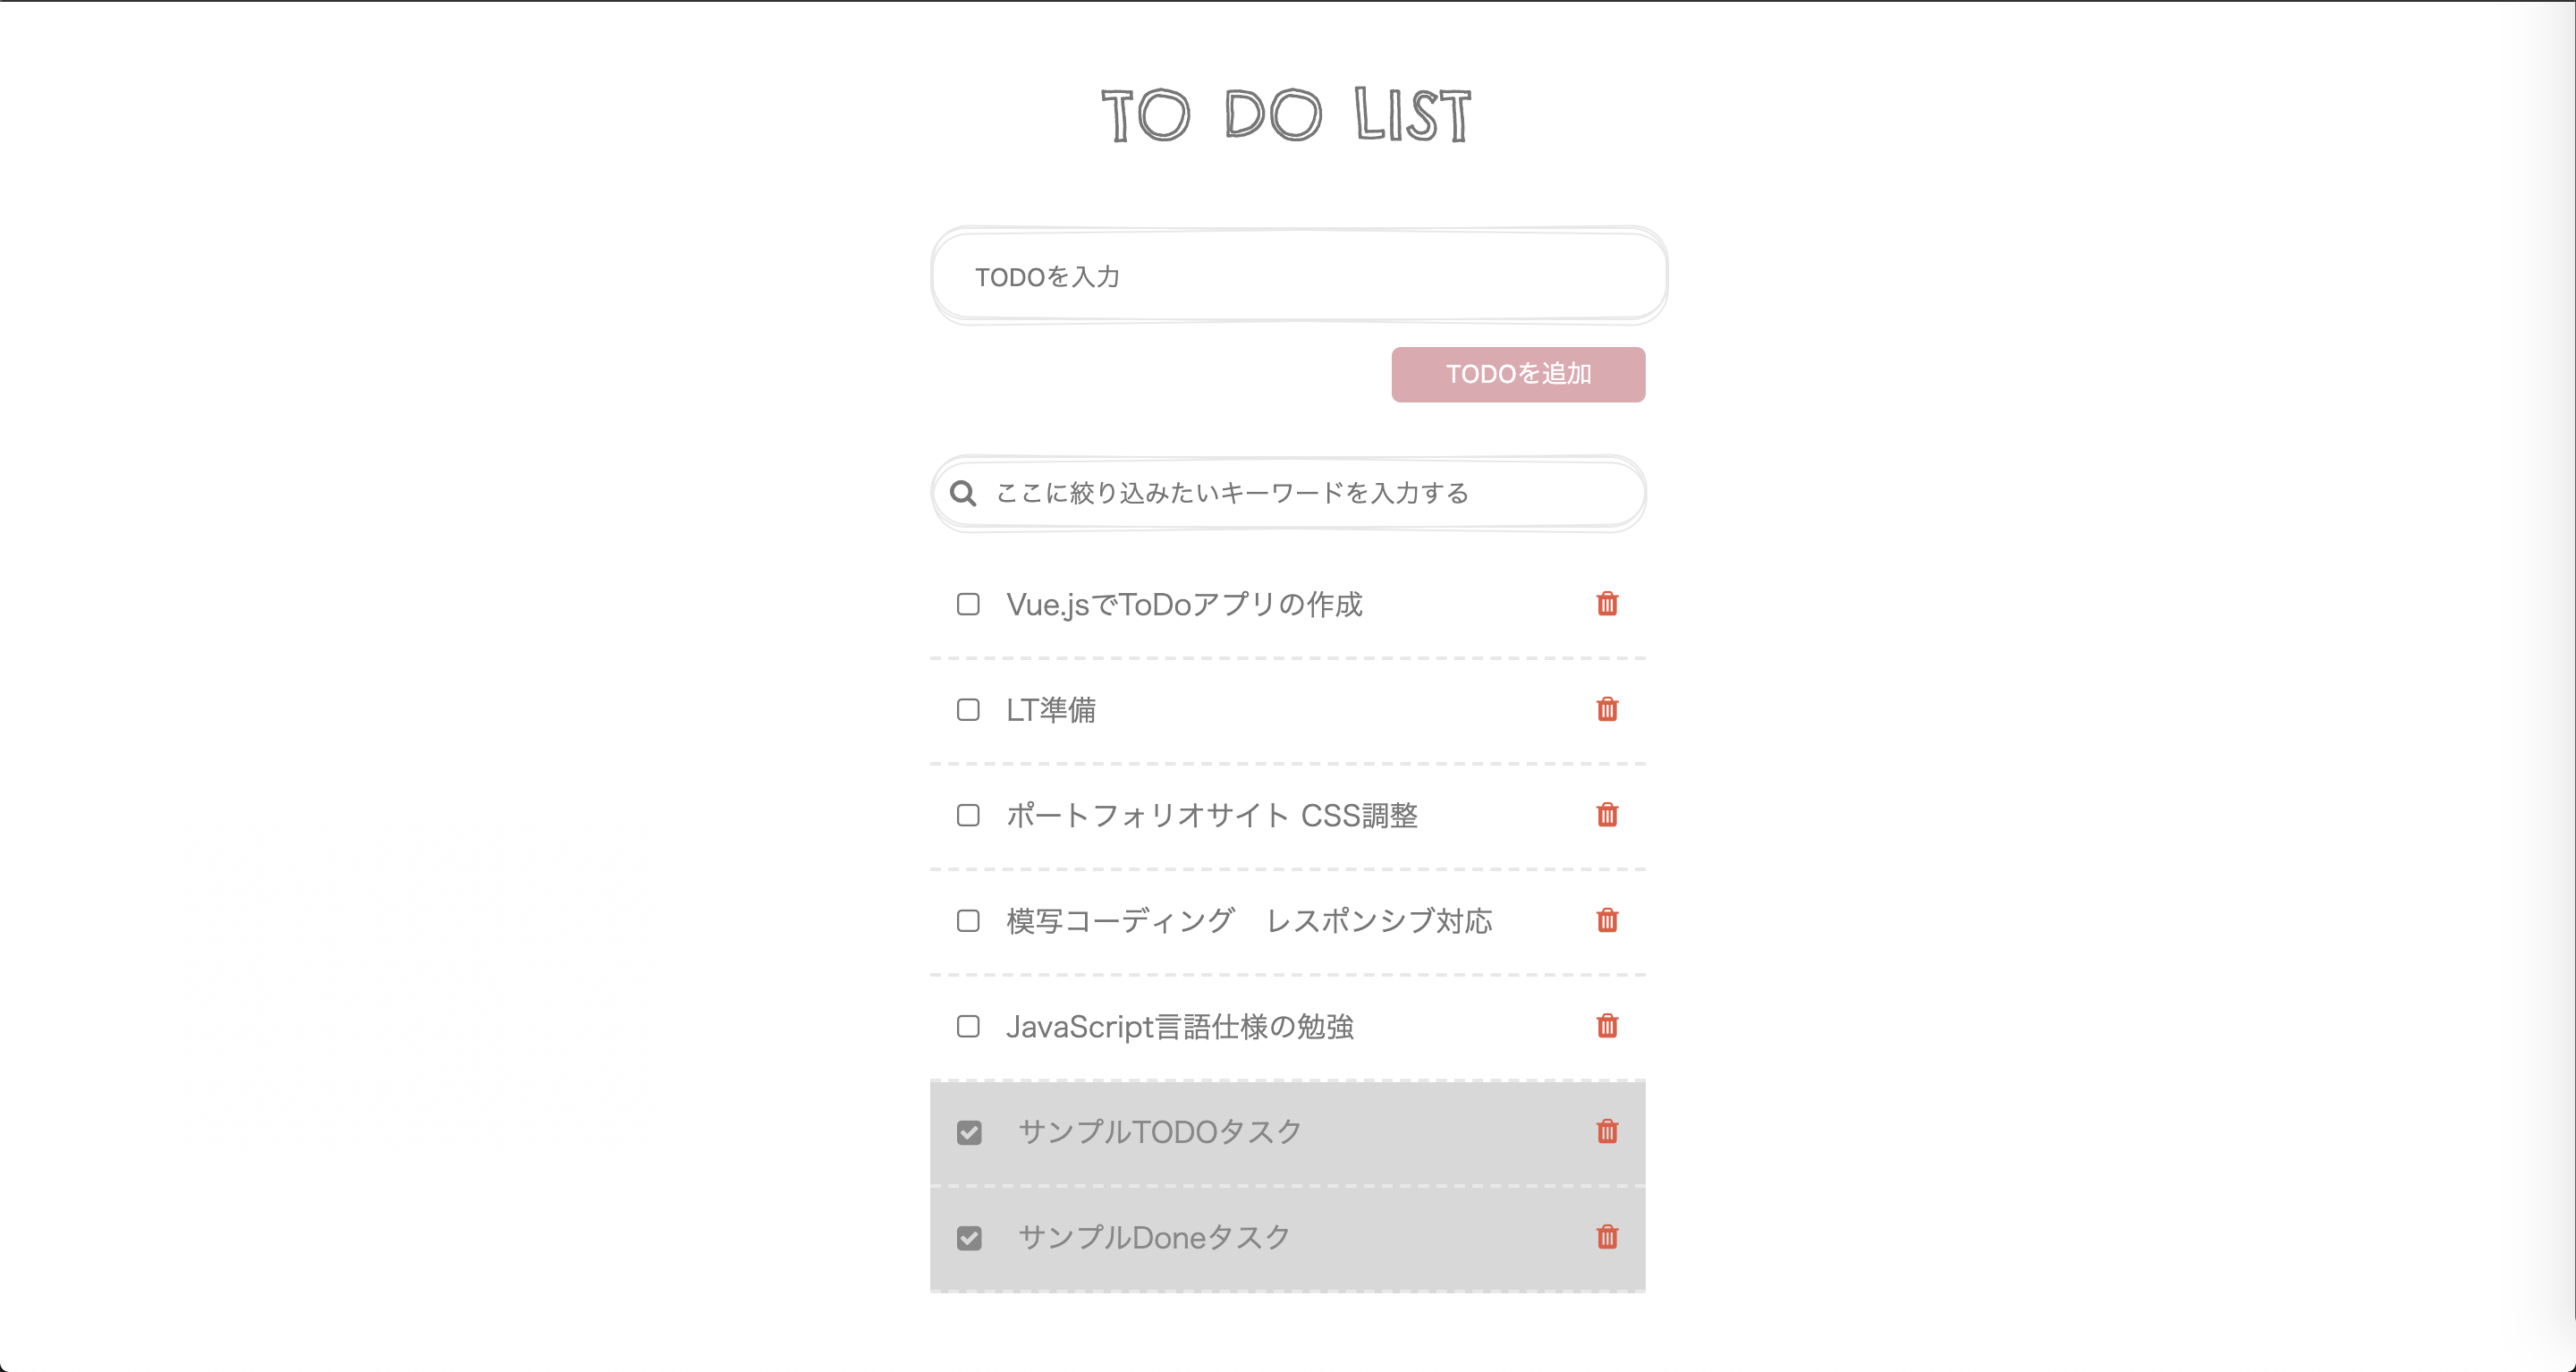 TO DO LIST
TODOを入力
TODOを追加
ここに絞り込みたいキーワードを入力する
Vue.jsでToDoアプリの作成
LT準備
ポートフォリオサイト CSS調整
模写コーディング　レスポンシブ対応
JavaScript言語仕様の勉強
サンプルTODOタスク
サンプルDoneタスク